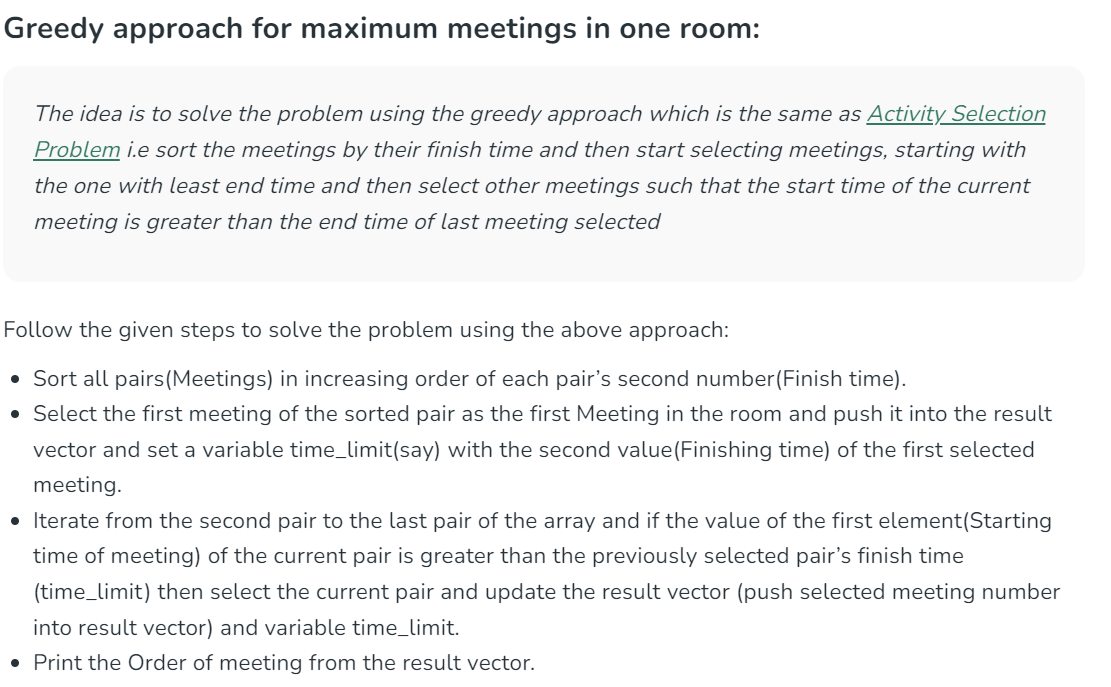 Greedy approach for maximum meetings in one room:
The idea is to solve the problem using the greedy approach which is the same as Activity Selection
Problem i.e sort the meetings by their finish time and then start selecting meetings, starting with
the one with least end time and then select other meetings such that the start time of the current
meeting is greater than the end time of last meeting selected
Follow the given steps to solve the problem using the above approach:
• Sort all pairs(Meetings) in increasing order of each pair’s second number(Finish time).
• Select the first meeting of the sorted pair as the first Meeting in the room and push it into the result
vector and set a variable time_limit(say) with the second value(Finishing time) of the first selected
meeting.
• Iterate from the second pair to the last pair of the array and if the value of the first element(Starting
time of meeting) of the current pair is greater than the previously selected pair’s finish time
(time_limit) then select the current pair and update the result vector (push selected meeting number
into result vector) and variable time_limit.
• Print the Order of meeting from the result vector.